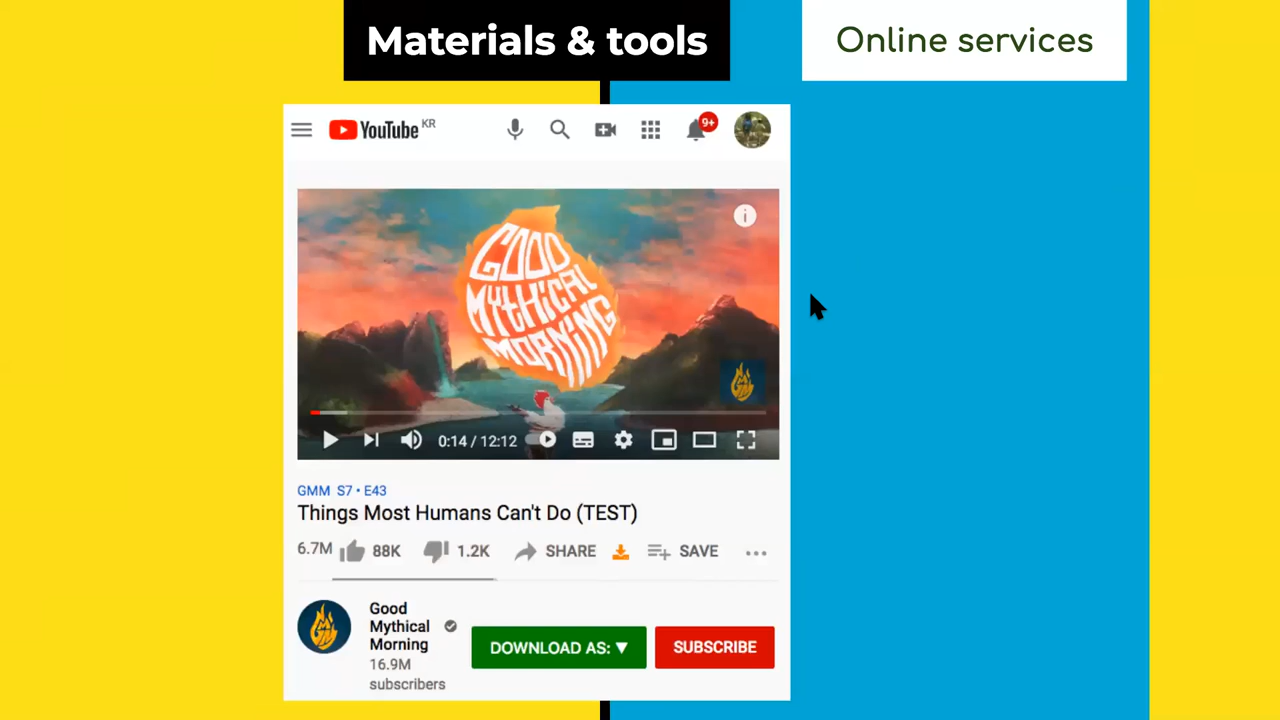 Materials & tools
Online services
YouTube KR
9+
GOOD
MYTHICAL
MORNING
0:14 / 12:12
GMM S7 • E43
Things Most Humans Can't Do (TEST)
6.7M 88K 1.2K SHARE SAVE
Good
Mythical
Morning
16.9M
subscribers
DOWNLOAD AS: ▼
SUBSCRIBE